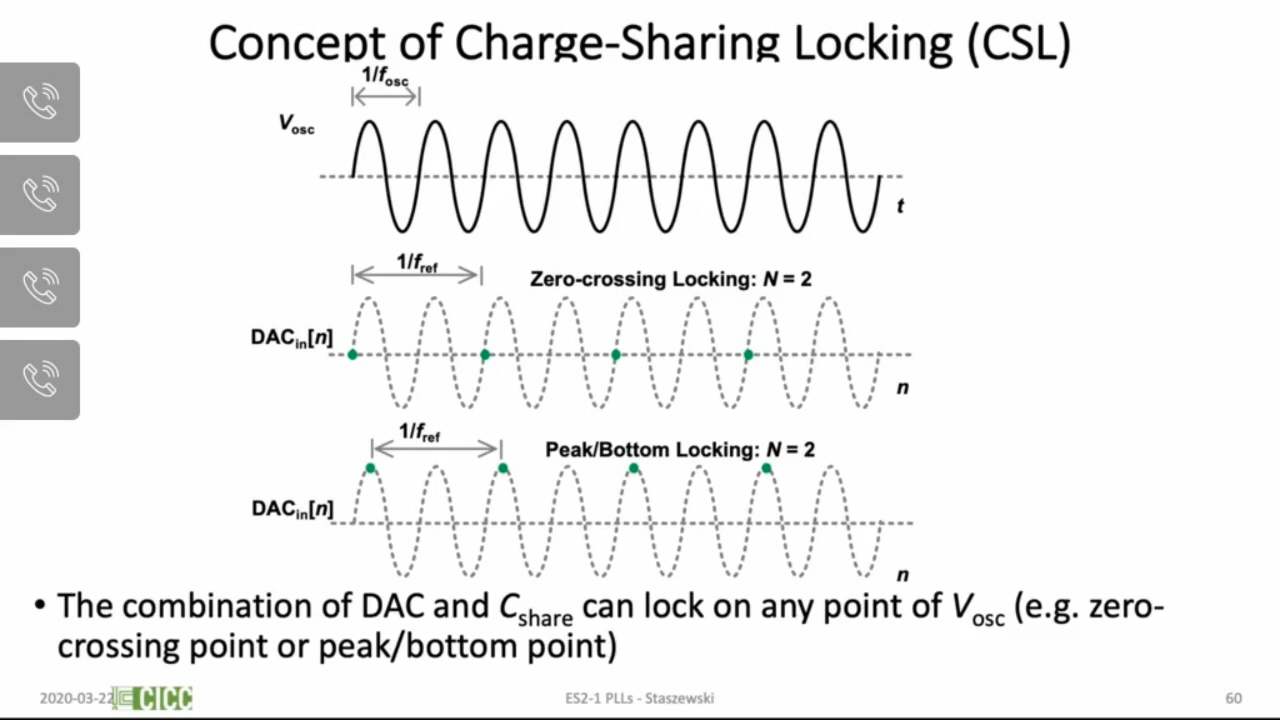 Concept of Charge-Sharing Locking (CSL)
1/fosc
Vosc
t
1/fref
Zero-crossing Locking: N = 2
DACin[n]
n
1/fref
Peak/Bottom Locking: N = 2
DACin[n]
n
• The combination of DAC and Cshare can lock on any point of Vosc (e.g. zero-
crossing point or peak/bottom point)
2020-03-22 CICC ES2-1 PLLs - Staszewski 60